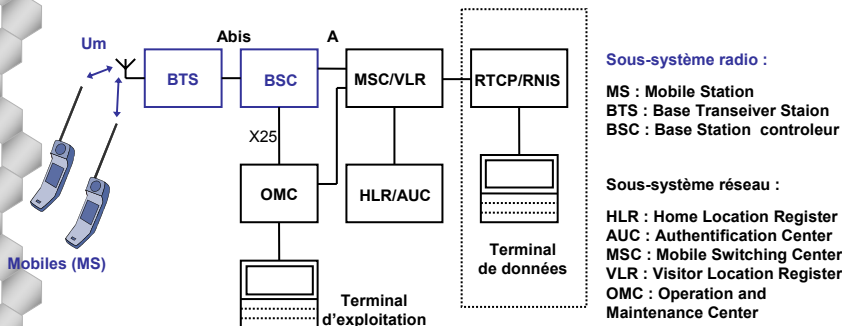 Um
Abis
A
BTS
BSC
MSC/VLR
RTCP/RNIS
X25
OMC
HLR/AUC
Mobiles (MS)
Terminal
de données
Terminal
d'exploitation
Sous-système radio :
MS : Mobile Station
BTS : Base Transeiver Staion
BSC : Base Station controleur
Sous-système réseau :
HLR : Home Location Register
AUC : Authentification Center
MSC : Mobile Switching Center
VLR : Visitor Location Register
OMC : Operation and
Maintenance Center